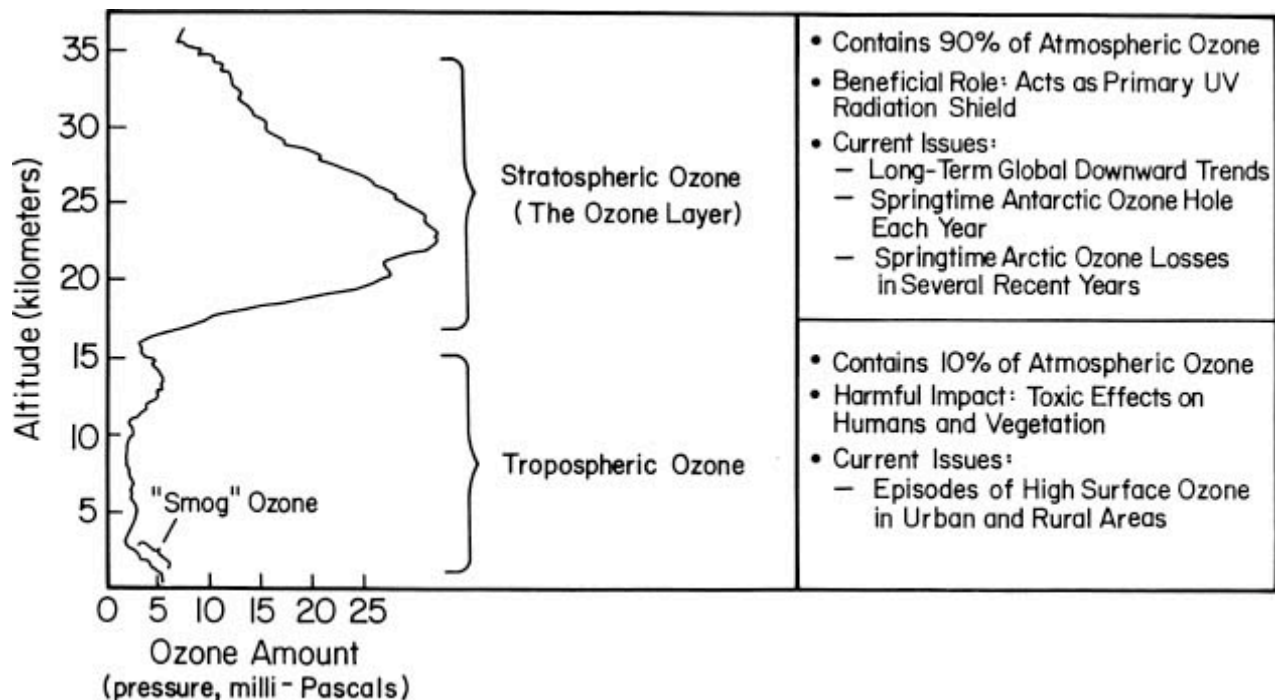 35
30
25
20
15
10
5
Altitude (kilometers)
"Smog" Ozone
0 5 10 15 20 25
Ozone Amount
(pressure, milli-Pascals)
Stratospheric Ozone
(The Ozone Layer)
Tropospheric Ozone
• Contains 90% of Atmospheric Ozone
• Beneficial Role: Acts as Primary UV
Radiation Shield
• Current Issues:
– Long-Term Global Downward Trends
– Springtime Antarctic Ozone Hole
Each Year
– Springtime Arctic Ozone Losses
in Several Recent Years
• Contains 10% of Atmospheric Ozone
• Harmful Impact: Toxic Effects on
Humans and Vegetation
• Current Issues:
– Episodes of High Surface Ozone
in Urban and Rural Areas